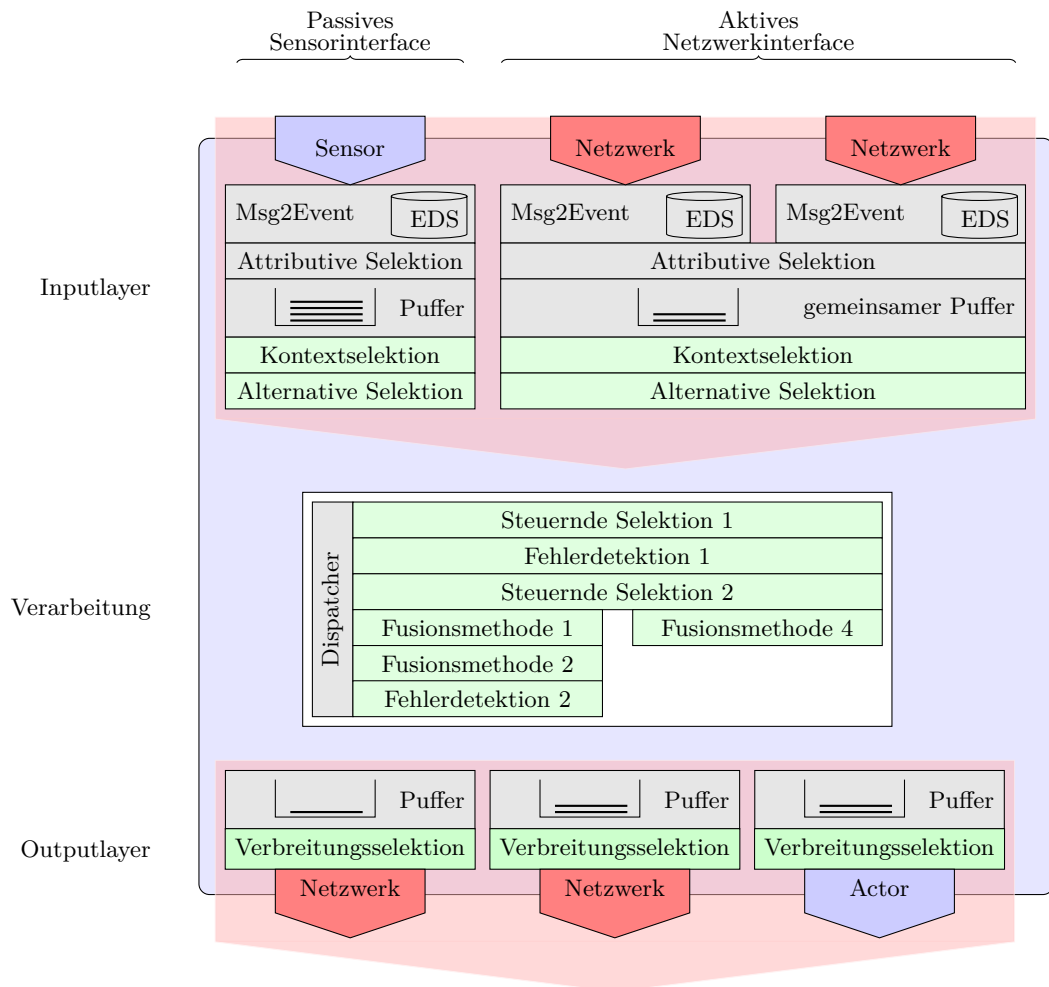 Passives
Sensorinterface
Aktives
Netzwerkinterface
Sensor
Netzwerk
Netzwerk
Msg2Event
EDS
Msg2Event
EDS
Msg2Event
EDS
Attributive Selektion
Attributive Selektion
Inputlayer
Puffer
gemeinsamer Puffer
Kontextselektion
Kontextselektion
Alternative Selektion
Alternative Selektion
Verarbeitung
Dispatcher
Steuernde Selektion 1
Fehlerdetektion 1
Steuernde Selektion 2
Fusionsmethode 1
Fusionsmethode 4
Fusionsmethode 2
Fehlerdetektion 2
Outputlayer
Puffer
Puffer
Puffer
Verbreitungsselektion
Verbreitungsselektion
Verbreitungsselektion
Netzwerk
Netzwerk
Actor